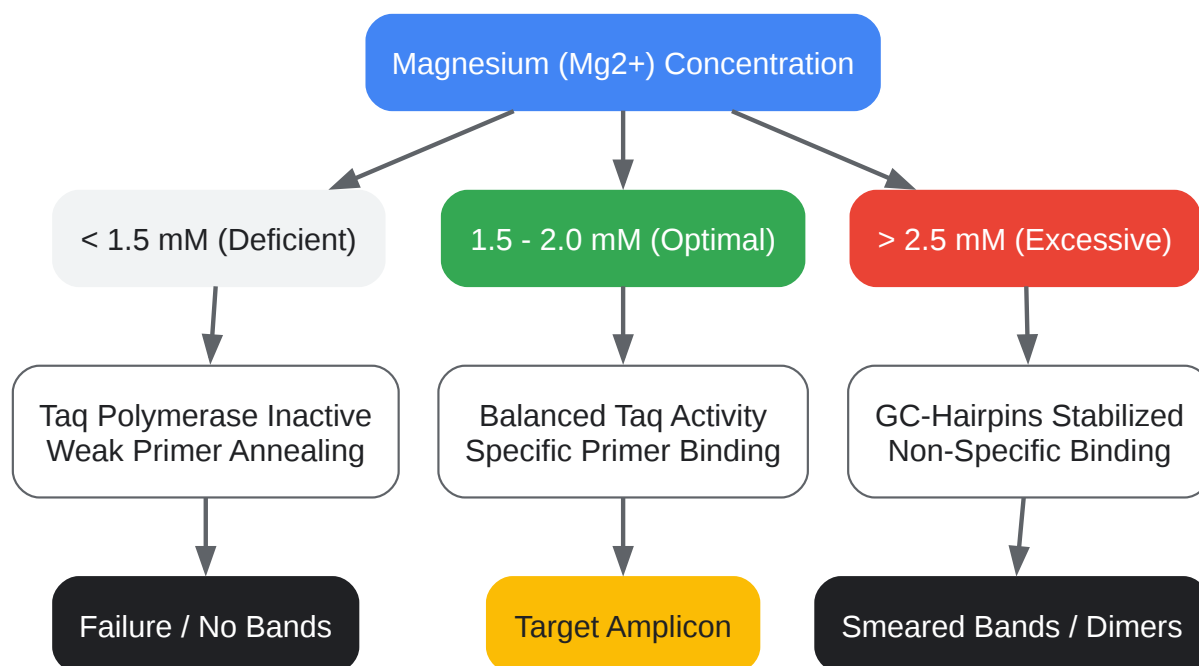 Magnesium (Mg2+) Concentration
< 1.5 mM (Deficient)
1.5 - 2.0 mM (Optimal)
> 2.5 mM (Excessive)
Taq Polymerase Inactive
Weak Primer Annealing
Balanced Taq Activity
Specific Primer Binding
GC-Hairpins Stabilized
Non-Specific Binding
Failure / No Bands
Target Amplicon
Smeared Bands / Dimers